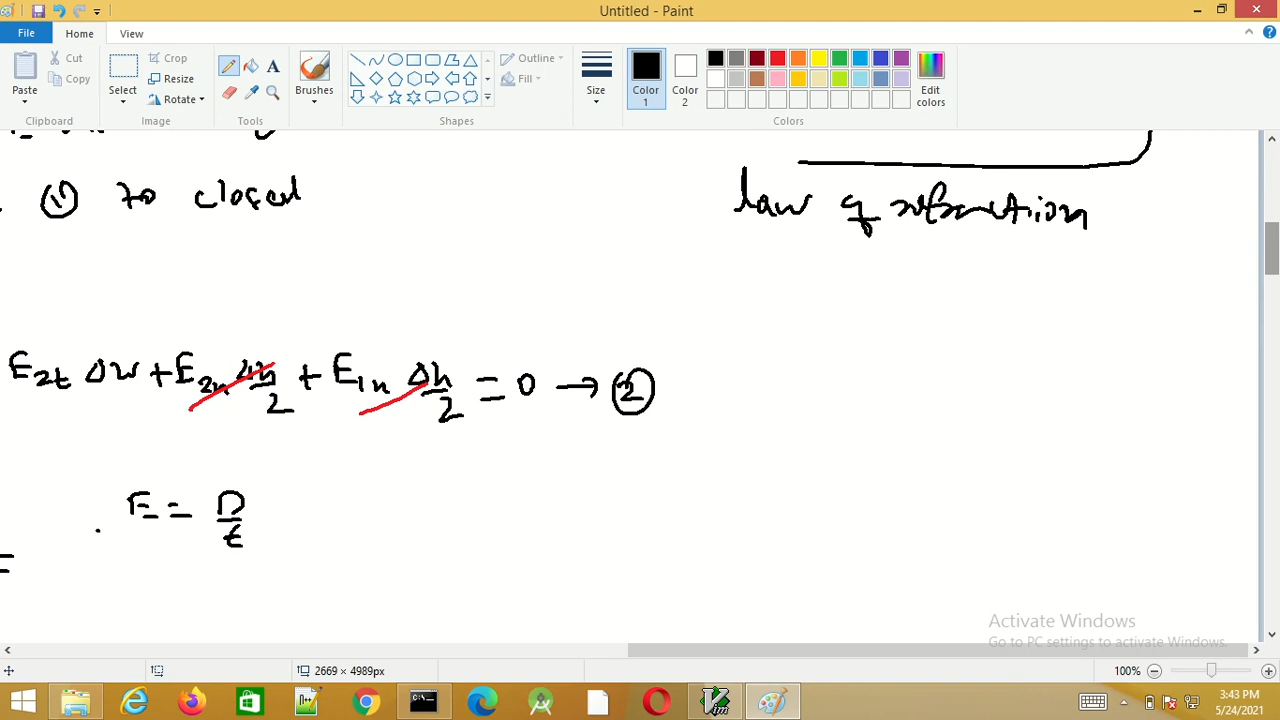 Untitled - Paint
File Home View
Cut
Copy
Paste
Clipboard
Crop
Resize
Rotate
Select
Image
A
Tools
Brushes
Outline
Fill
Shapes
Size
Color 1
Color 2
Edit colors
Colors
① to closed
law of refraction
E2t Δw + E2n Δh/2 + E1n Δh/2 = 0 → ②
E = D/ε
=
Activate Windows
Go to PC settings to activate Windows.
2669 × 4989px
100%
3:43 PM
5/24/2021